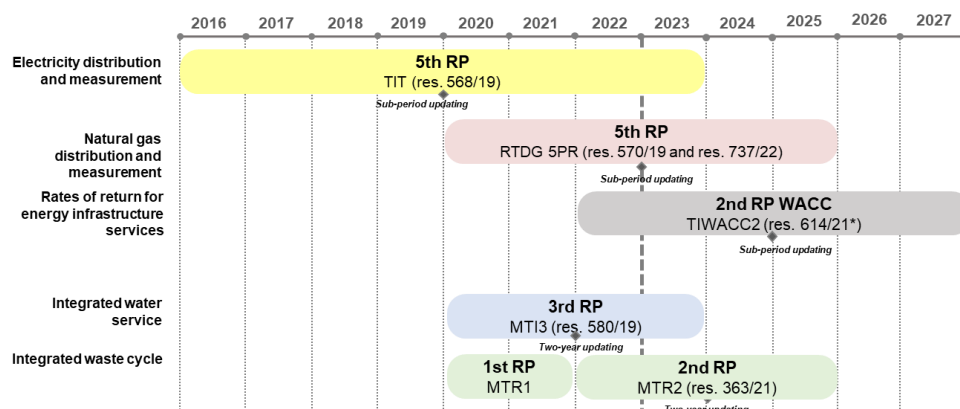 2016 2017 2018 2019 2020 2021 2022 2023 2024 2025 2026 2027
Electricity distribution
and measurement
5th RP
TIT (res. 568/19)
Sub-period updating
Natural gas
distribution and
measurement
5th RP
RTDG 5PR (res. 570/19 and res. 737/22)
Sub-period updating
Rates of return for
energy infrastructure
services
2nd RP WACC
TIWACC2 (res. 614/21*)
Sub-period updating
Integrated water
service
3rd RP
MTI3 (res. 580/19)
Two-year updating
Integrated waste cycle
1st RP
MTR1
2nd RP
MTR2 (res. 363/21)
Two-year updating